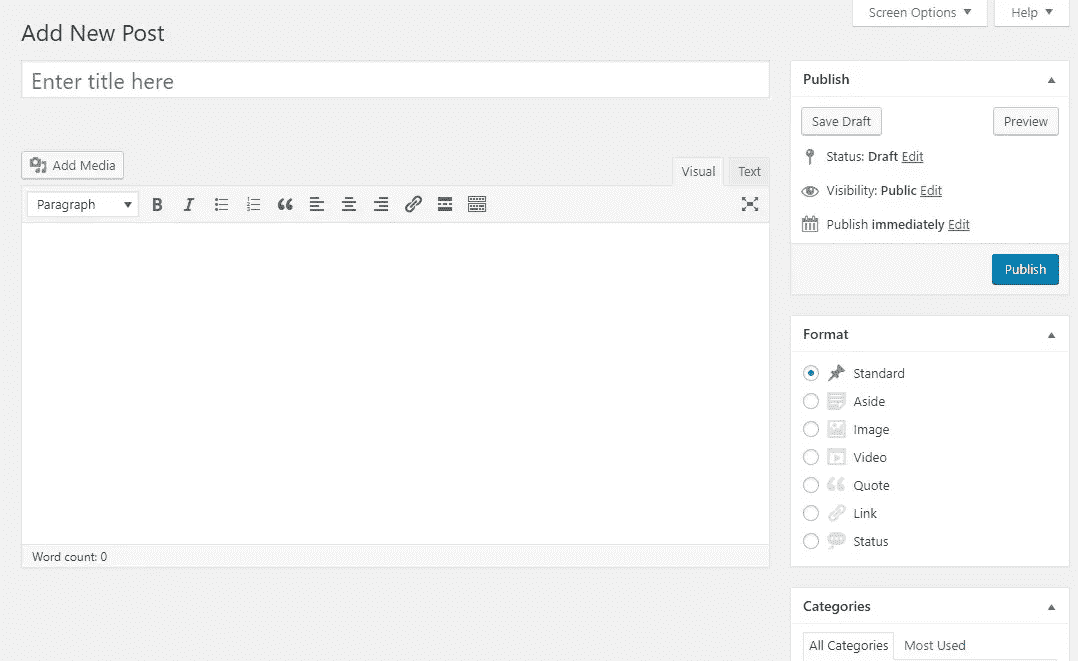 Screen Options
Help
Add New Post
Enter title here
Add Media
Visual
Text
Paragraph
B
I
Word count: 0
Publish
Save Draft
Preview
Status: Draft Edit
Visibility: Public Edit
Publish immediately Edit
Publish
Format
Standard
Aside
Image
Video
Quote
Link
Status
Categories
All Categories
Most Used